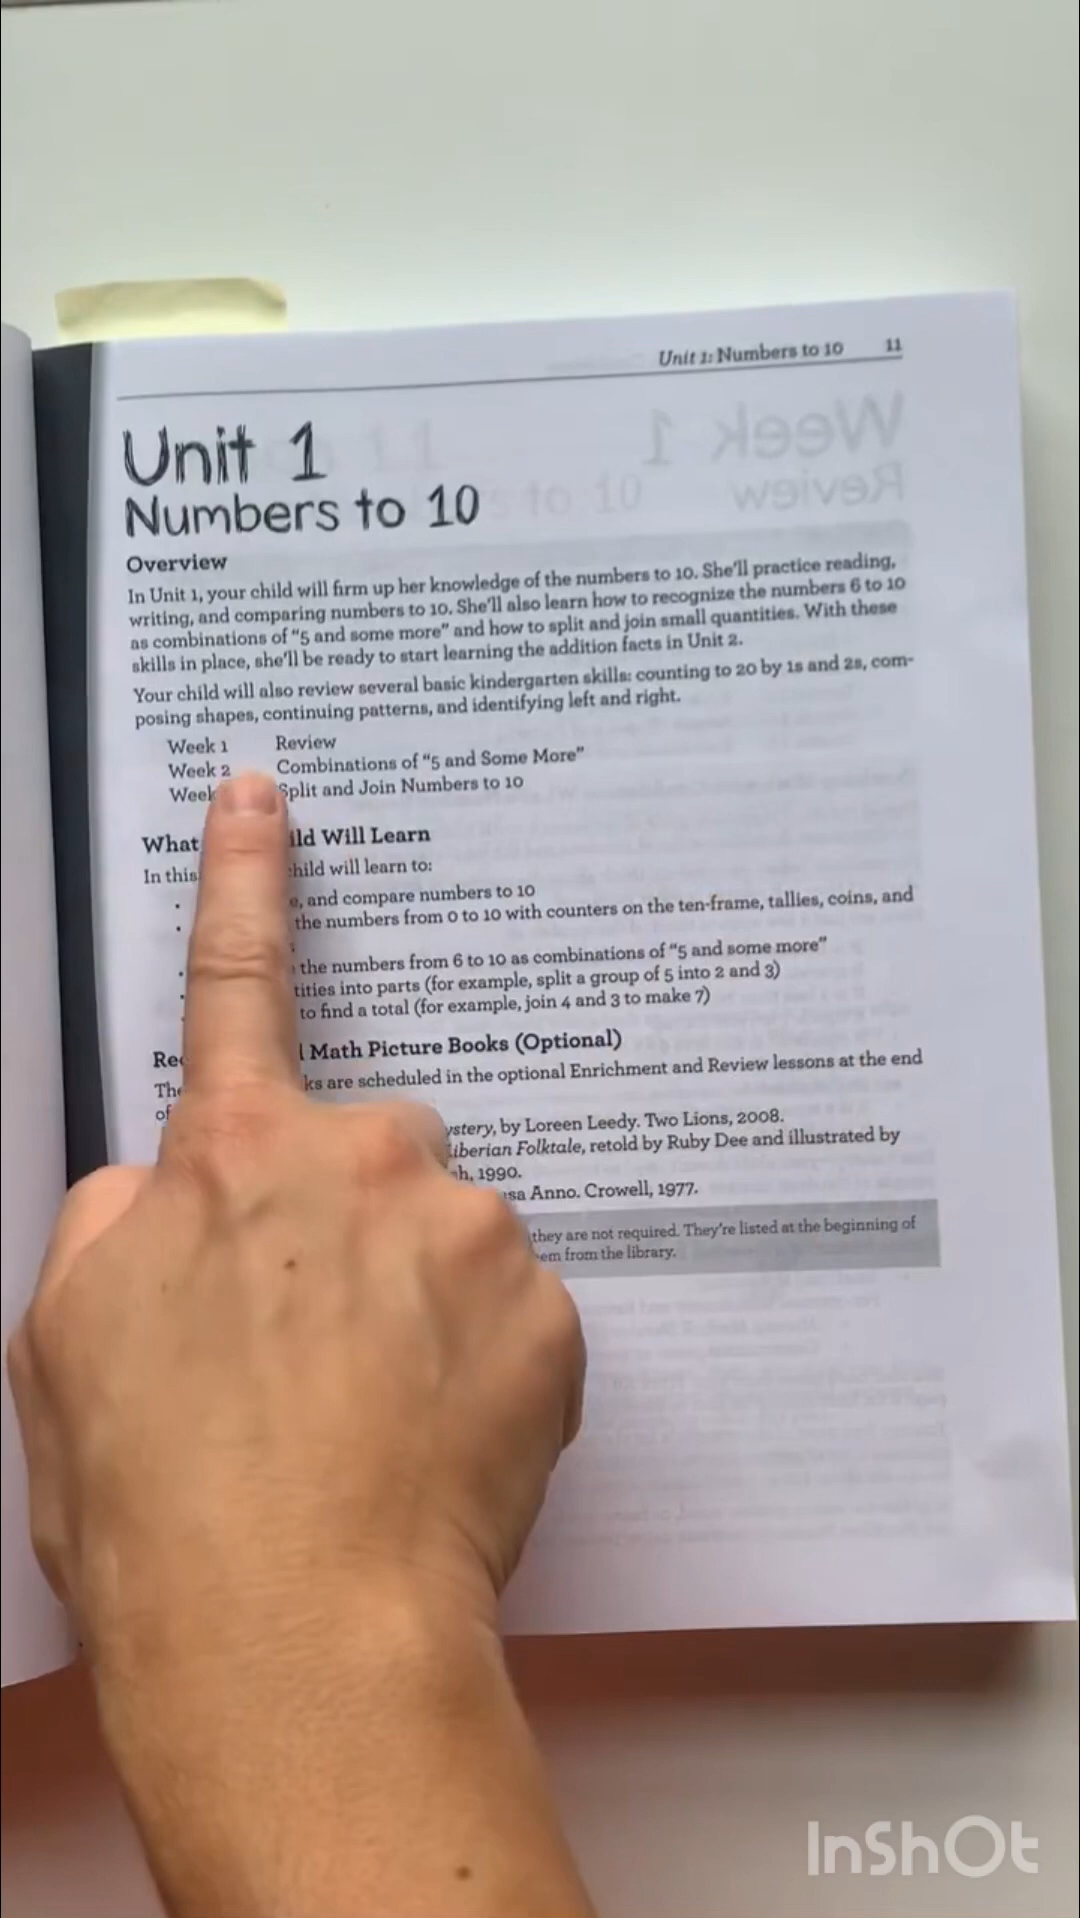 Unit 1: Numbers to 10 11
Unit 1
Numbers to 10
Overview
In Unit 1, your child will firm up her knowledge of the numbers to 10. She'll practice reading,
writing, and comparing numbers to 10. She'll also learn how to recognize the numbers 6 to 10
as combinations of "5 and some more" and how to split and join small quantities. With these
skills in place, she'll be ready to start learning the addition facts in Unit 2.
Your child will also review several basic kindergarten skills: counting to 20 by 1s and 2s, com-
posing shapes, continuing patterns, and identifying left and right.
Week 1 Review
Week 2 Combinations of "5 and Some More"
Week Split and Join Numbers to 10
What ild Will Learn
In this child will learn to:
e, and compare numbers to 10
the numbers from 0 to 10 with counters on the ten-frame, tallies, coins, and
the numbers from 6 to 10 as combinations of "5 and some more"
tities into parts (for example, split a group of 5 into 2 and 3)
to find a total (for example, join 4 and 3 to make 7)
Rec Math Picture Books (Optional)
The ks are scheduled in the optional Enrichment and Review lessons at the end
of
ystery, by Loreen Leedy. Two Lions, 2008.
Liberian Folktale, retold by Ruby Dee and illustrated by
h, 1990.
sa Anno. Crowell, 1977.
they are not required. They're listed at the beginning of
em from the library.
InShOt